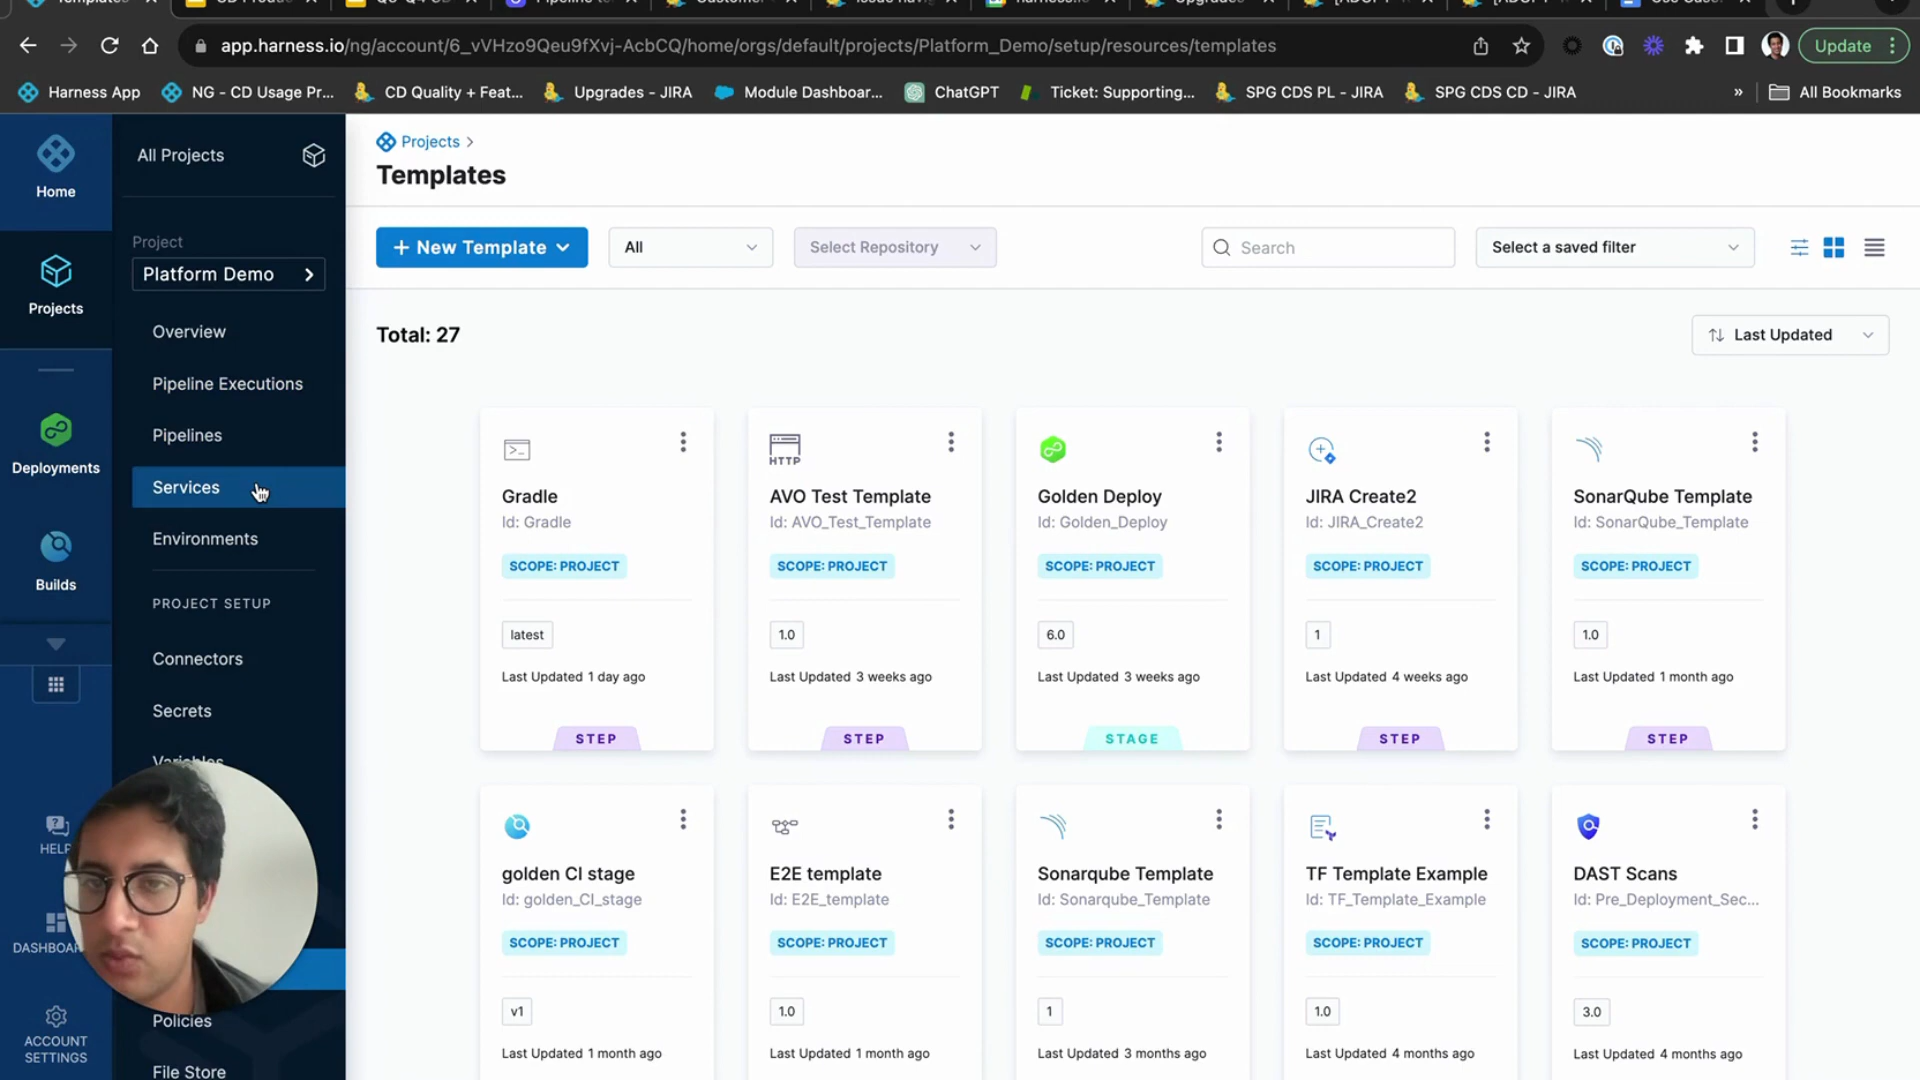 app.harness.io/ng/account/6_vVHzo9Qeu9fXvj-AcbCQ/home/orgs/default/projects/Platform_Demo/setup/resources/templates
Update
Harness App
NG - CD Usage Pr...
CD Quality + Feat...
Upgrades - JIRA
Module Dashboar...
ChatGPT
Ticket: Supporting...
SPG CDS PL - JIRA
SPG CDS CD - JIRA
»
All Bookmarks
Home
Projects
Deployments
Builds
HELP
ACCOUNT
SETTINGS
All Projects
Project
Platform Demo
Overview
Pipeline Executions
Pipelines
Services
Environments
PROJECT SETUP
Connectors
Secrets
Policies
File Store
Projects
Templates
+ New Template
All
Select Repository
Search
Select a saved filter
Total: 27
Last Updated
Gradle
Id: Gradle
SCOPE: PROJECT
latest
Last Updated 1 day ago
STEP
HTTP
AVO Test Template
Id: AVO_Test_Template
SCOPE: PROJECT
1.0
Last Updated 3 weeks ago
STEP
Golden Deploy
Id: Golden_Deploy
SCOPE: PROJECT
6.0
Last Updated 3 weeks ago
STAGE
JIRA Create2
Id: JIRA_Create2
SCOPE: PROJECT
1
Last Updated 4 weeks ago
STEP
SonarQube Template
Id: SonarQube_Template
SCOPE: PROJECT
1.0
Last Updated 1 month ago
STEP
golden CI stage
Id: golden_CI_stage
SCOPE: PROJECT
v1
Last Updated 1 month ago
E2E template
Id: E2E_template
SCOPE: PROJECT
1.0
Last Updated 1 month ago
Sonarqube Template
Id: Sonarqube_Template
SCOPE: PROJECT
1
Last Updated 3 months ago
TF Template Example
Id: TF_Template_Example
SCOPE: PROJECT
1.0
Last Updated 4 months ago
DAST Scans
Id: Pre_Deployment_Sec...
SCOPE: PROJECT
3.0
Last Updated 4 months ago